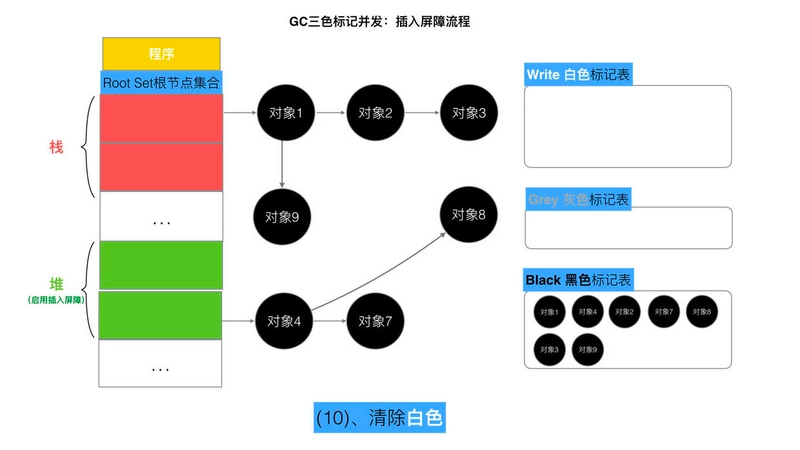 GC三色标记并发：插入屏障流程
程序
Root Set根节点集合
栈
...
堆
(启用插入屏障)
...
对象1
对象2
对象3
对象9
对象8
对象4
对象7
Write 白色标记表
Grey 灰色标记表
Black 黑色标记表
对象1 对象4 对象2 对象7 对象8
对象3 对象9
(10)、清除白色